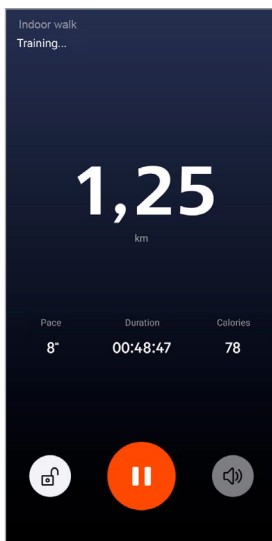 Indoor walk
Training...
1,25
km
Pace
Duration
Calories
8"
00:48:47
78